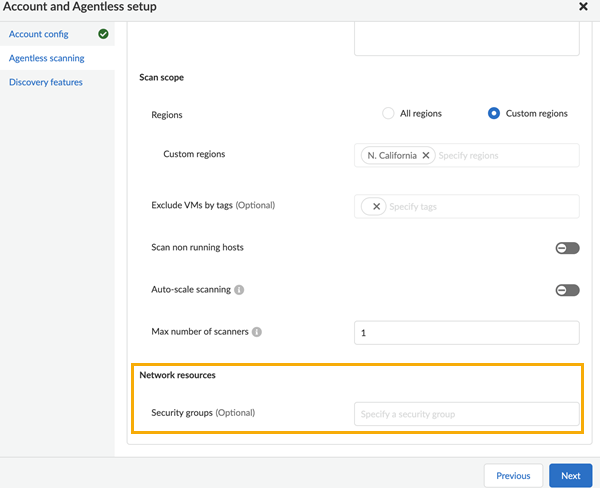 Account and Agentless setup
Account config
Agentless scanning
Discovery features
Scan scope
Regions
All regions
Custom regions
Custom regions
N. California
Specify regions
Exclude VMs by tags (Optional)
Specify tags
Scan non running hosts
Auto-scale scanning
Max number of scanners
1
Network resources
Security groups (Optional)
Specify a security group
Previous
Next